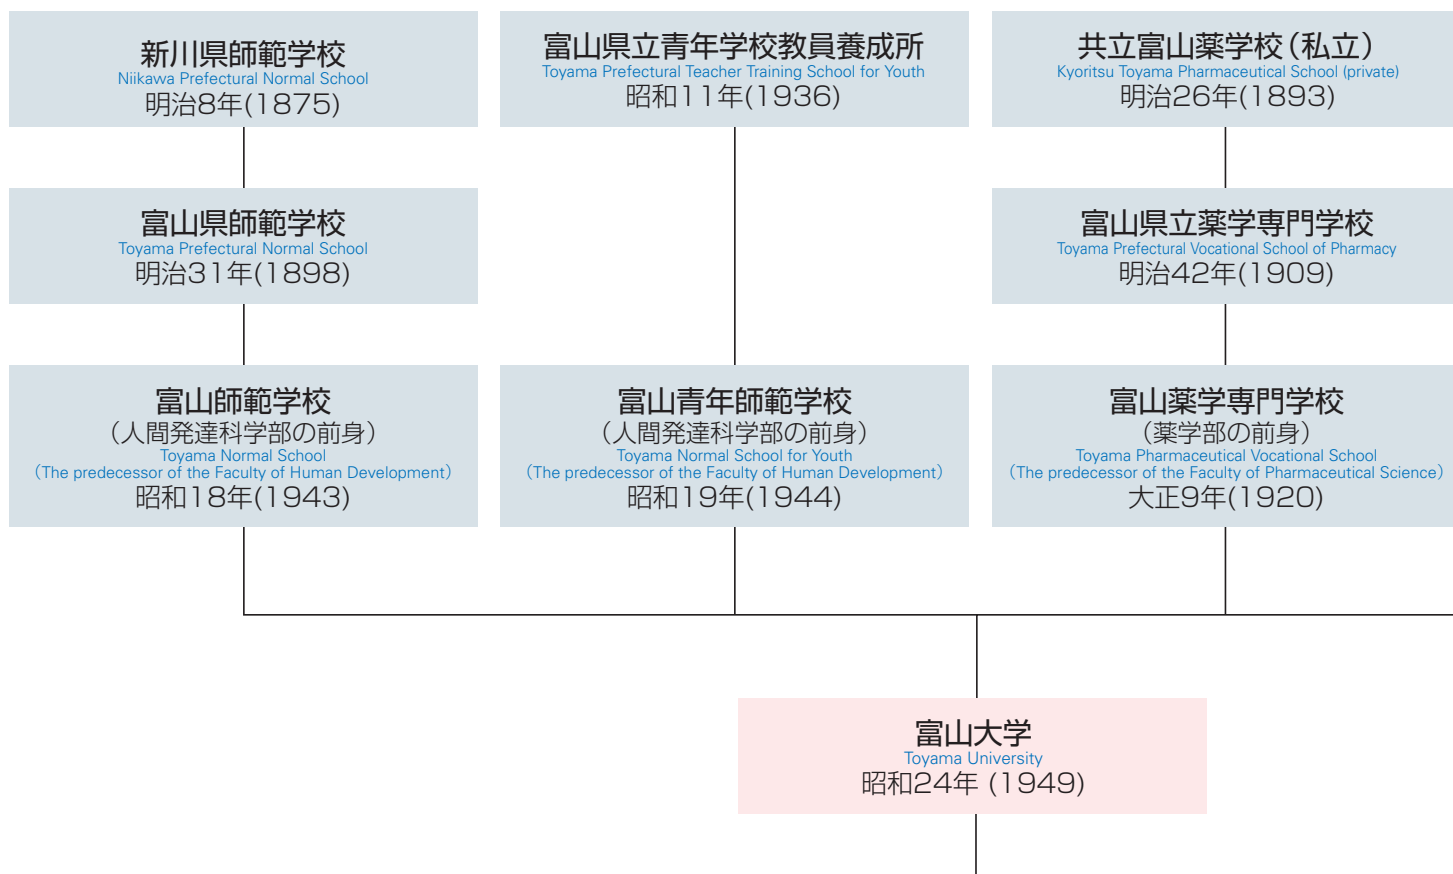 新川県師範学校
Niikawa Prefectural Normal School
明治8年(1875)
富山県立青年学校教員養成所
Toyama Prefectural Teacher Training School for Youth
昭和11年(1936)
共立富山薬学校（私立）
Kyoritsu Toyama Pharmaceutical School (private)
明治26年(1893)
富山県師範学校
Toyama Prefectural Normal School
明治31年(1898)
富山県立薬学専門学校
Toyama Prefectural Vocational School of Pharmacy
明治42年(1909)
富山師範学校
（人間発達科学部の前身）
Toyama Normal School
（The predecessor of the Faculty of Human Development）
昭和18年(1943)
富山青年師範学校
（人間発達科学部の前身）
Toyama Normal School for Youth
（The predecessor of the Faculty of Human Development）
昭和19年(1944)
富山薬学専門学校
（薬学部の前身）
Toyama Pharmaceutical Vocational School
（The predecessor of the Faculty of Pharmaceutical Science）
大正9年(1920)
富山大学
Toyama University
昭和24年 (1949)